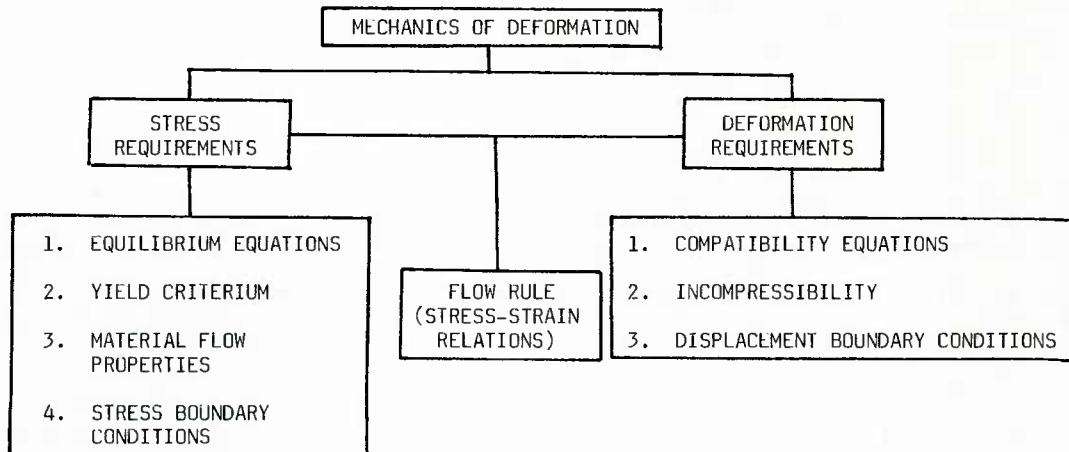 MECHANICS OF DEFORMATION
STRESS
REQUIREMENTS
DEFORMATION
REQUIREMENTS
1. EQUILIBRIUM EQUATIONS
2. YIELD CRITERIUM
3. MATERIAL FLOW
PROPERTIES
4. STRESS BOUNDARY
CONDITIONS
FLOW RULE
(STRESS-STRAIN
RELATIONS)
1. COMPATIBILITY EQUATIONS
2. INCOMPRESSIBILITY
3. DISPLACEMENT BOUNDARY CONDITIONS